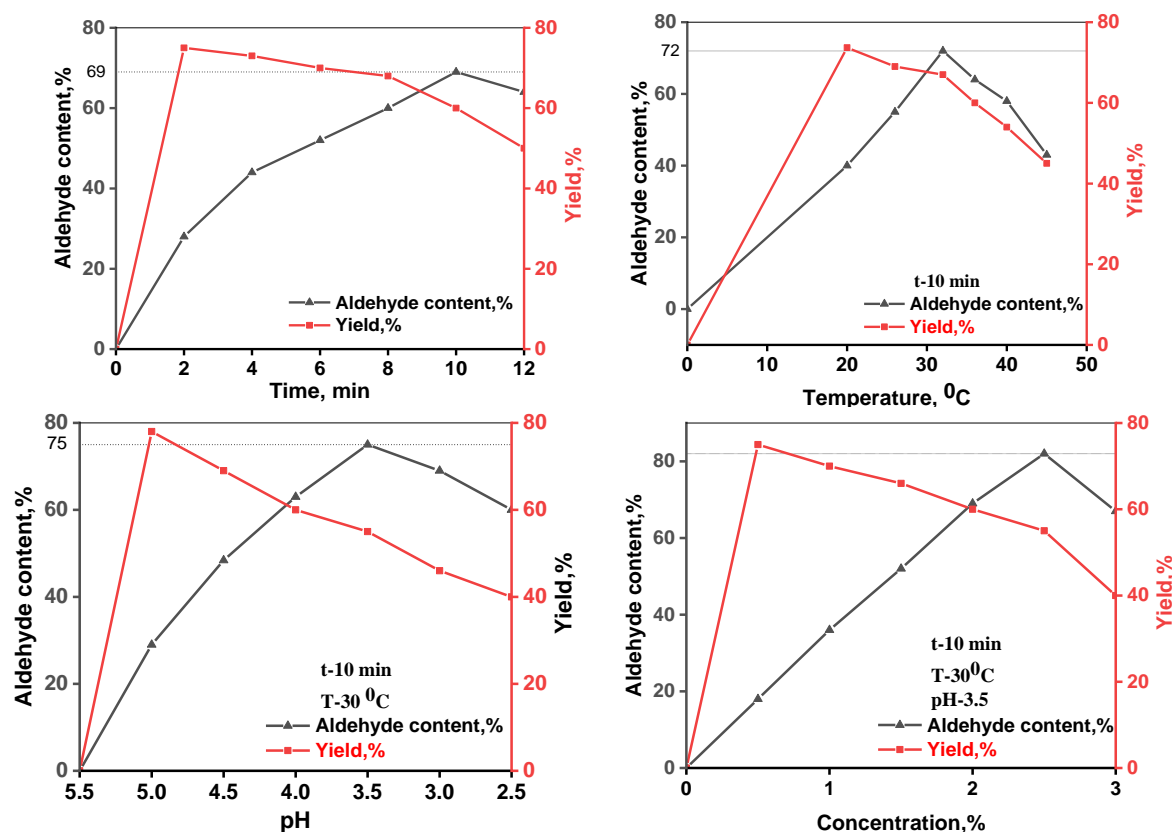 80
69
60
40
20
0
Aldehyde content,%
80
60
40
20
0
Yield,%
Aldehyde content,%
Yield,%
0 2 4 6 8 10 12
Time, min
80
72
60
40
20
0
Aldehyde content,%
80
60
40
20
0
Yield,%
t-10 min
Aldehyde content,%
Yield,%
0 10 20 30 40 50
Temperature, ⁰C
80
75
60
40
20
0
Aldehyde content,%
80
60
40
20
0
Yield,%
t-10 min
T-30 ⁰C
Aldehyde content,%
Yield,%
5.5 5.0 4.5 4.0 3.5 3.0 2.5
pH
80
60
40
20
0
Aldehyde content,%
80
60
40
20
0
Yield.%
t-10 min
T-30⁰C
pH-3.5
Aldehyde content,%
Yield,%
0 1 2 3
Concentration,%